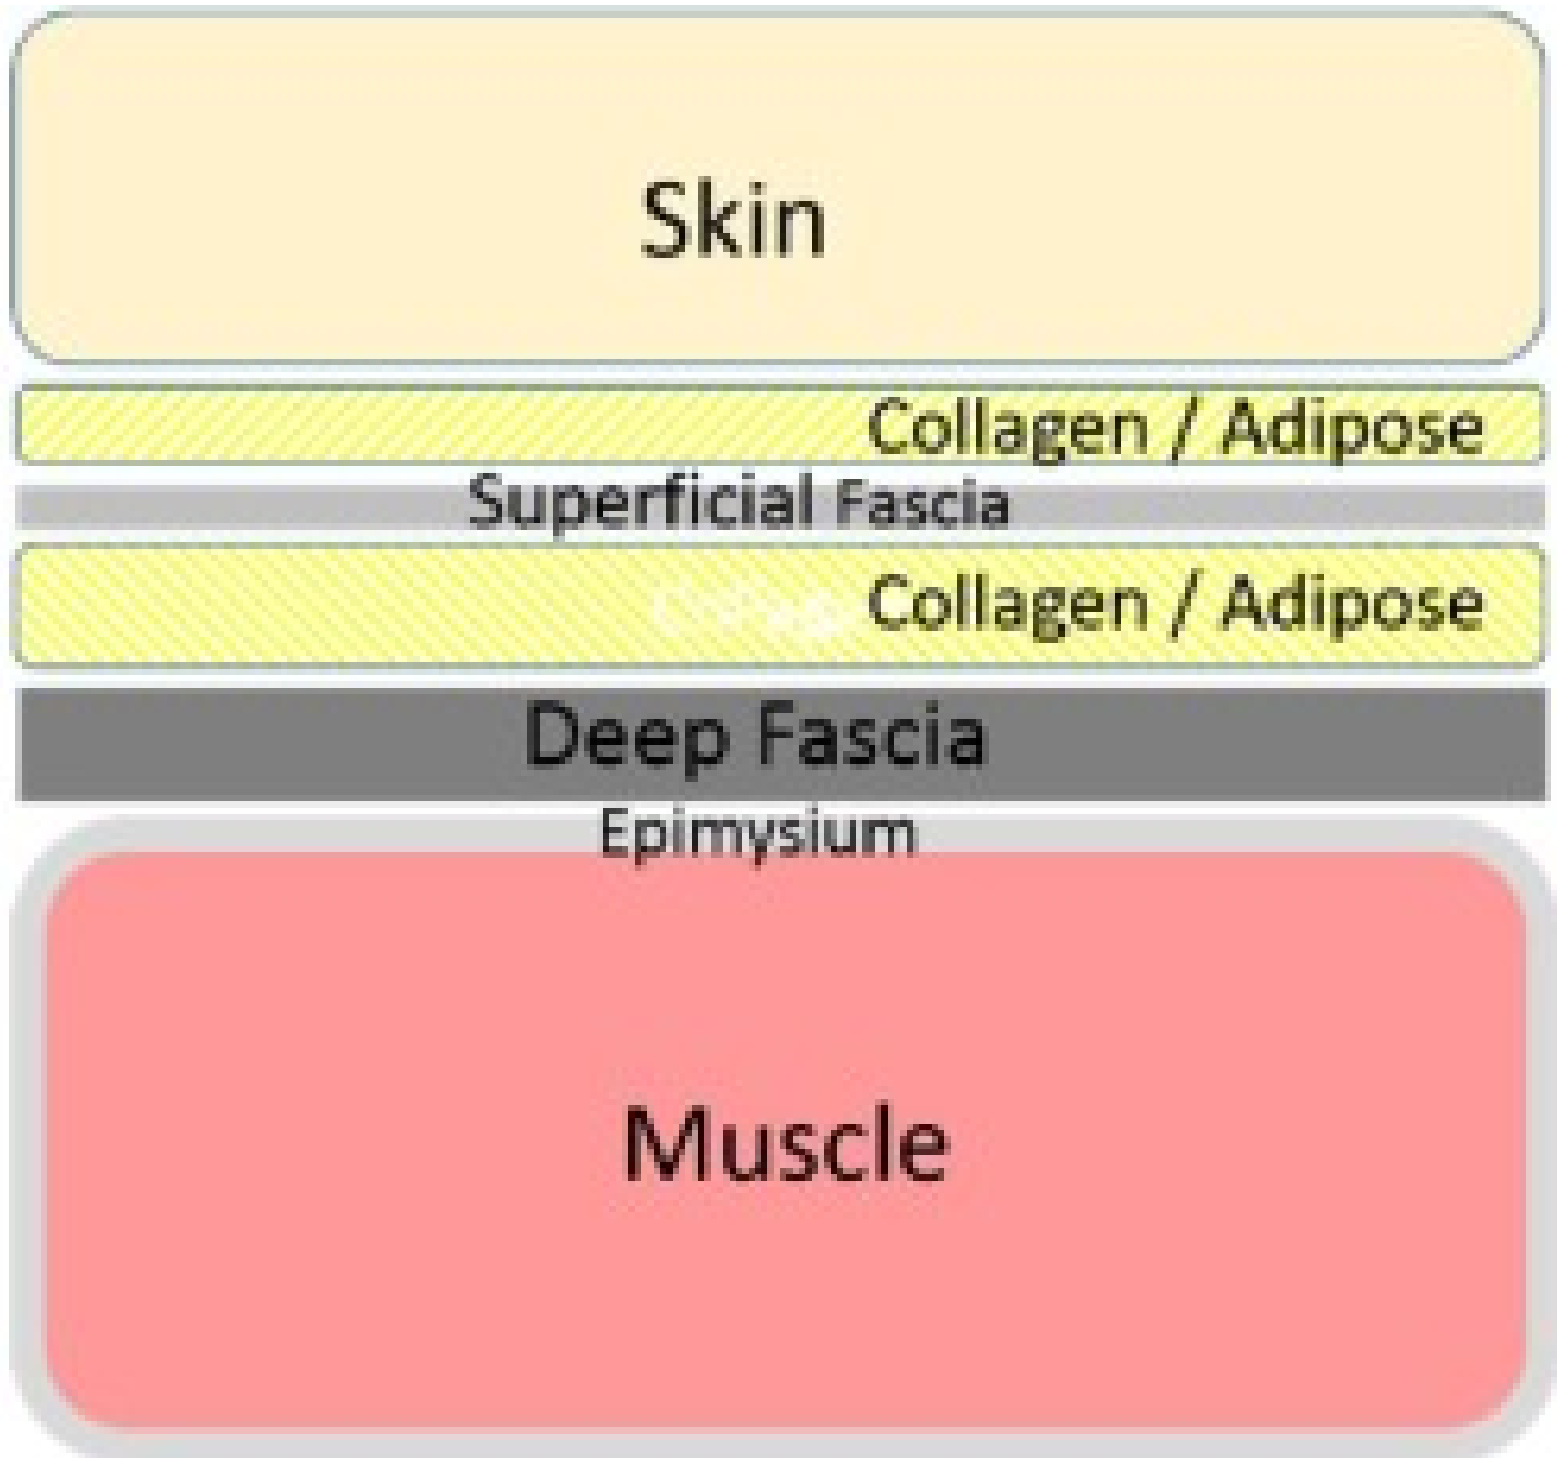 Skin
Collagen / Adipose
Superficial Fascia
Collagen / Adipose
Deep Fascia
Epimysium
Muscle